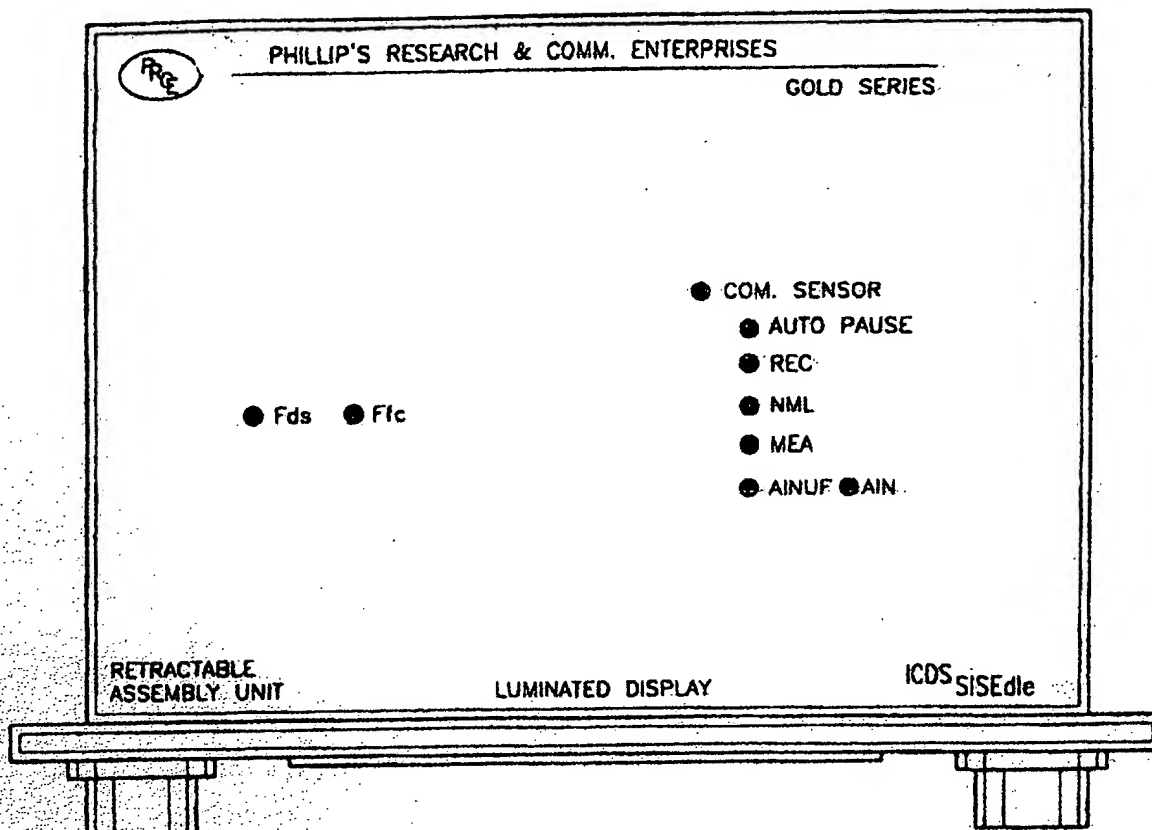 PRCE
PHILLIP'S RESEARCH & COMM. ENTERPRISES
GOLD SERIES
COM. SENSOR
AUTO PAUSE
REC
NML
MEA
AINUF AIN
Fds Ffc
RETRACTABLE
ASSEMBLY UNIT
LUMINATED DISPLAY
ICDS SISEdle